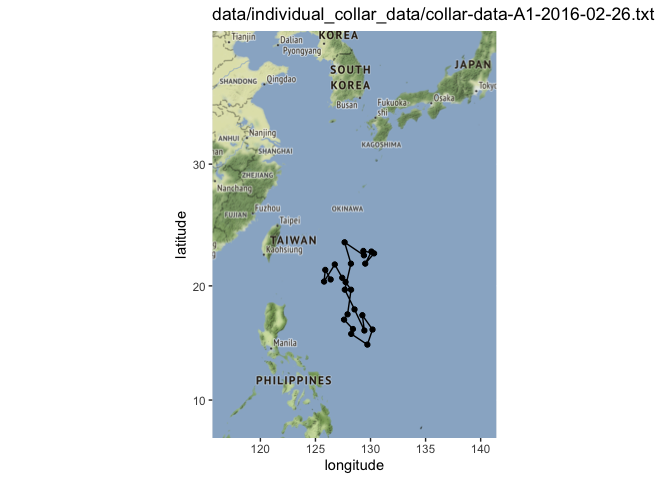 data/individual_collar_data/collar-data-A1-2016-02-26.txt
Tianjin
Dalian
KOREA
Pyongyang
JAPAN
SHANDONG
Qingdao
SOUTH
KOREA
Tokyo
Busan
Fukuoka
shi
Osaka
ANHUI
Nanjing
SHANGHAI
KAGOSHIMA
ZHEJIANG
Nanchang
FUJIAN
Fuzhou
OKINAWA
Taipei
TAIWAN
Kaohsiung
Manila
PHILIPPINES
30
20
10
latitude
120
125
130
135
140
longitude